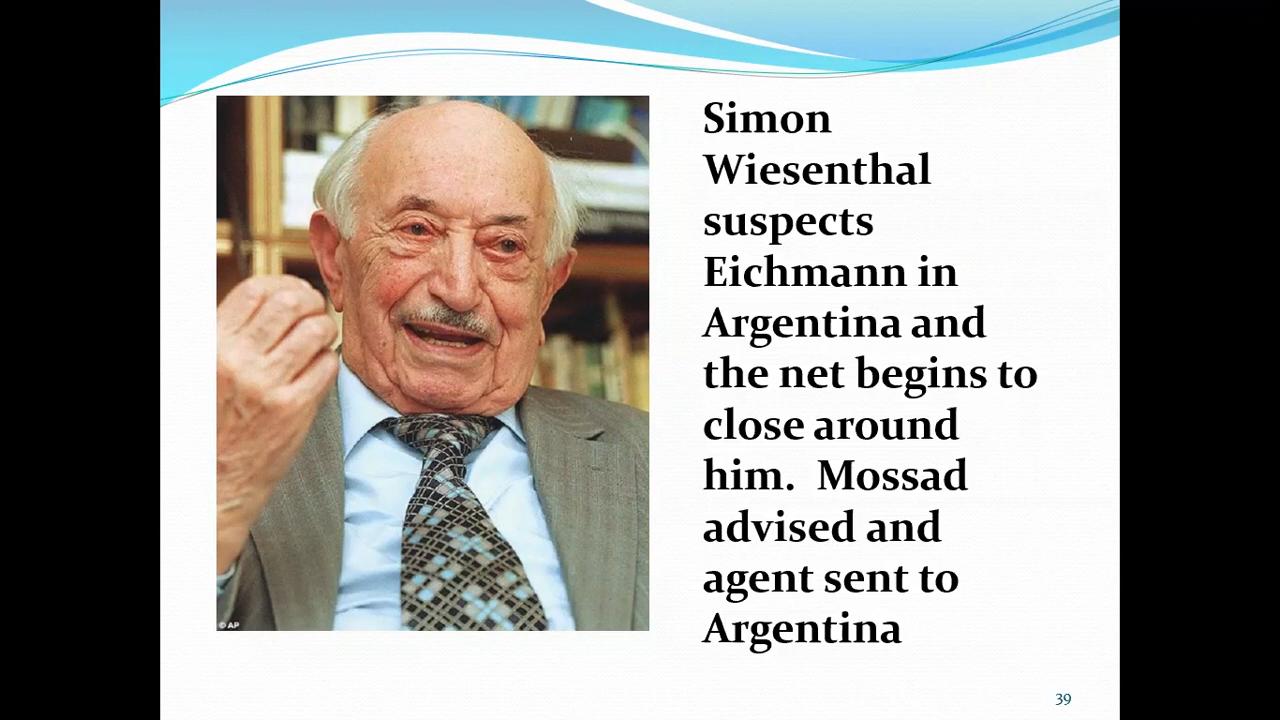 Simon
Wiesenthal
suspects
Eichmann in
Argentina and
the net begins to
close around
him.  Mossad
advised and
agent sent to
Argentina
© AP
39